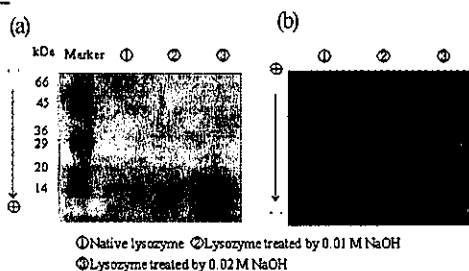 (a)
(b)
kDa Marker ① ② ③
① ② ③
66
45
36
29
20
14
⊕
⊕
①Native lysozyme ②Lysozyme treated by 0.01 M NaOH
③Lysozyme treated by 0.02 M NaOH